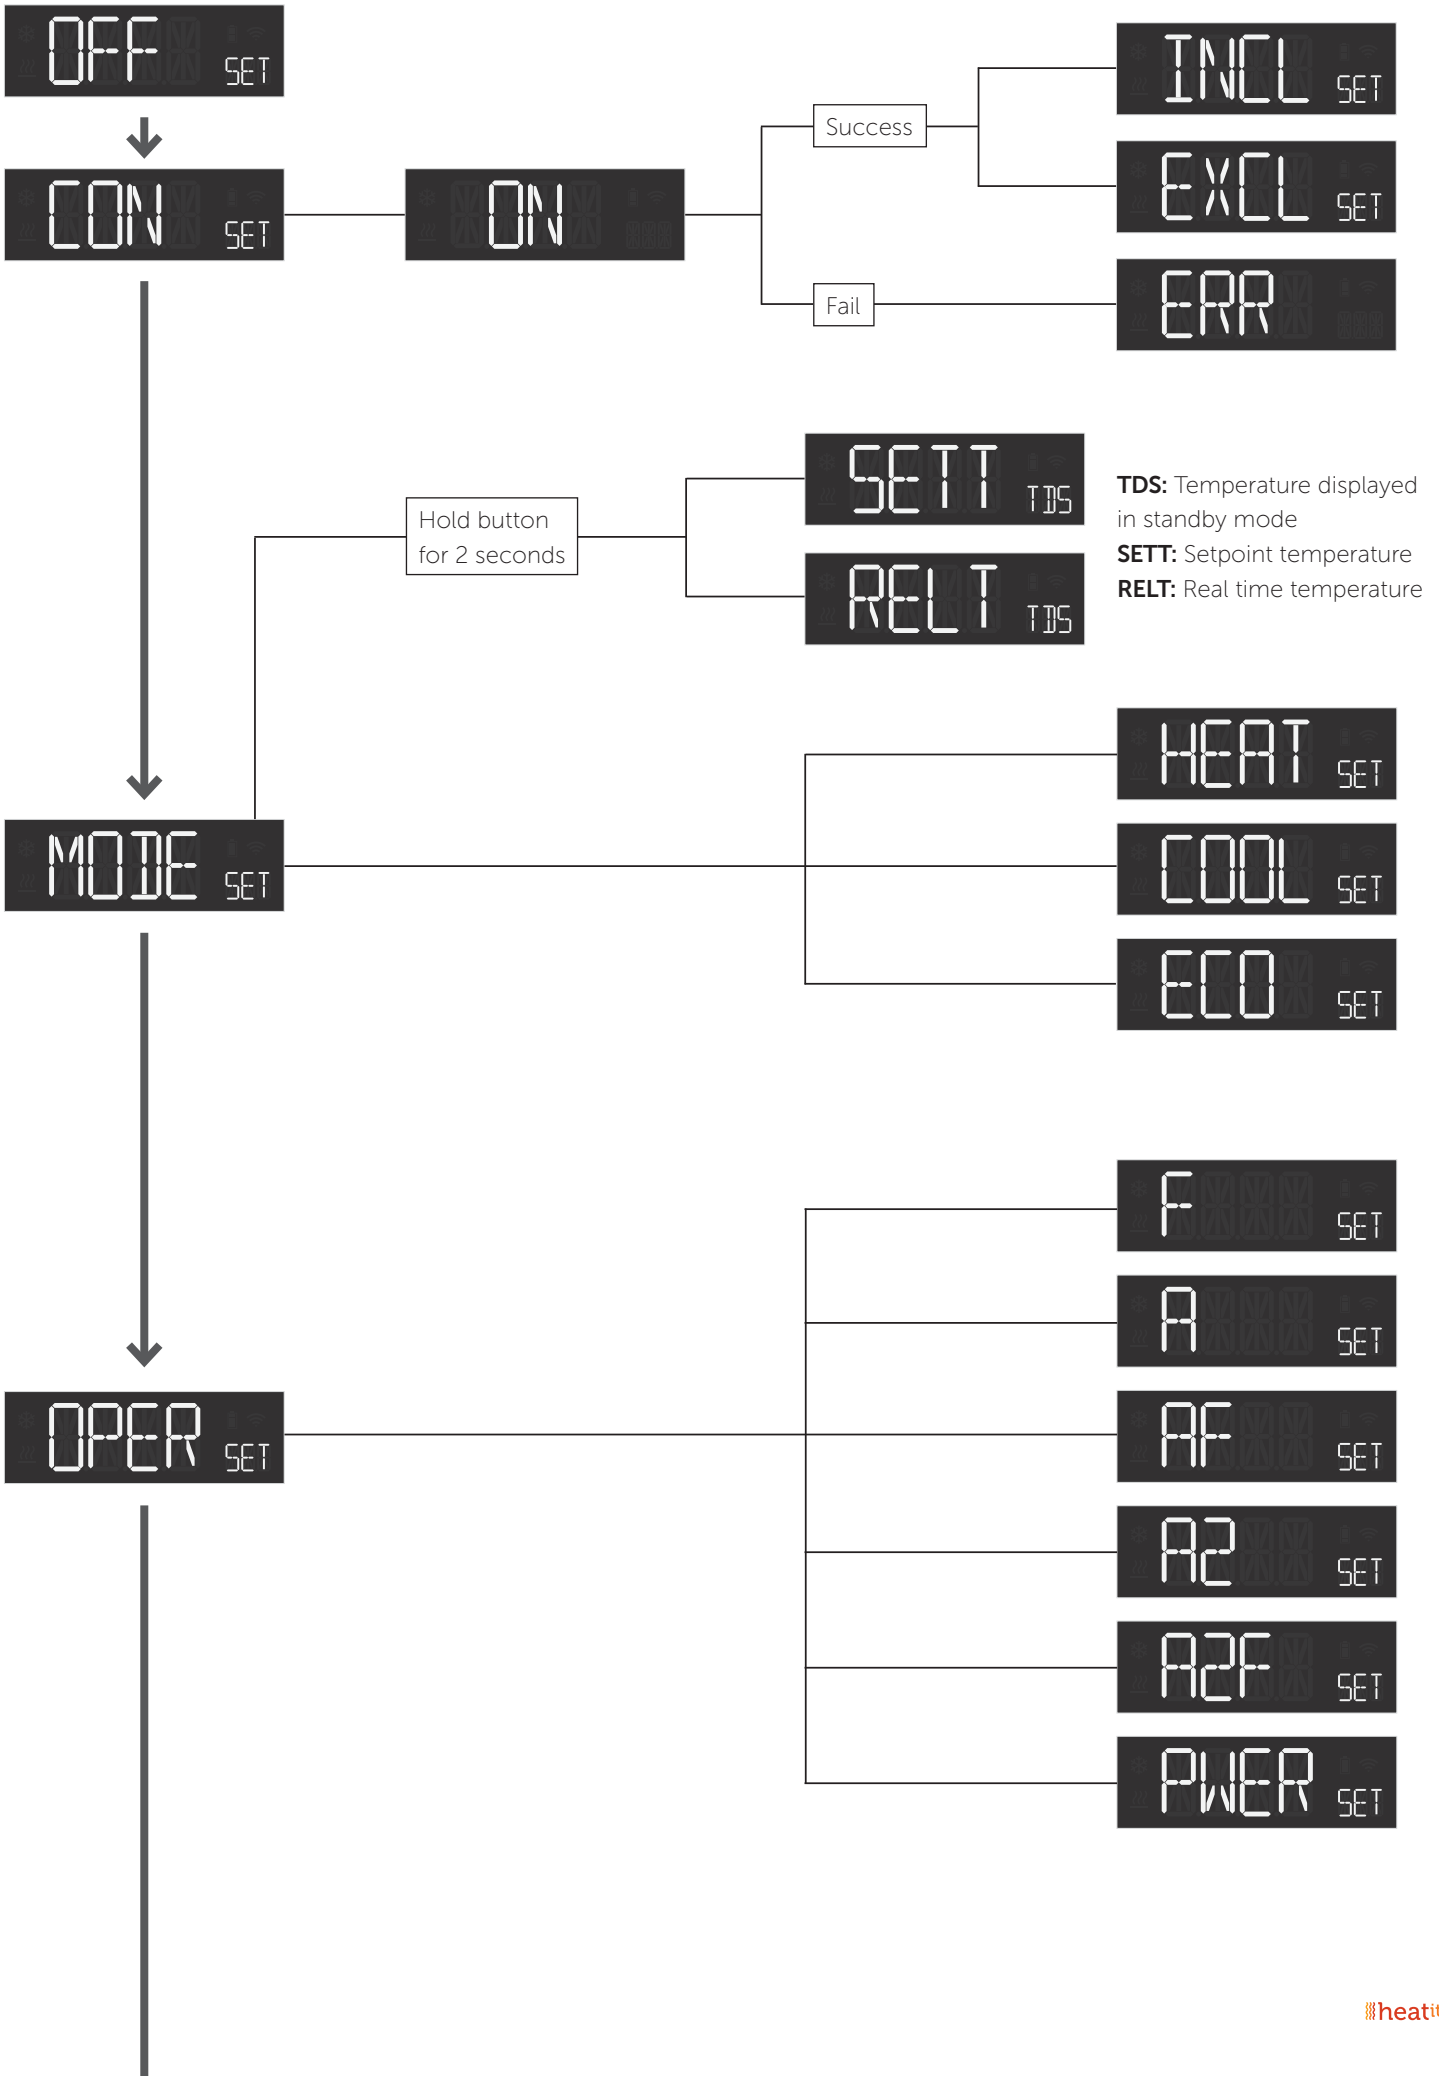 OFF SET
CON SET
ON
Success
INCL SET
EXCL SET
Fail
ERR
Hold button
for 2 seconds
SETT TDS
RELT TDS
TDS: Temperature displayed
in standby mode
SETT: Setpoint temperature
RELT: Real time temperature
MODE SET
HEAT SET
COOL SET
ECO SET
OPER SET
F SET
A SET
AF SET
A2 SET
A2F SET
PWER SET
heatit